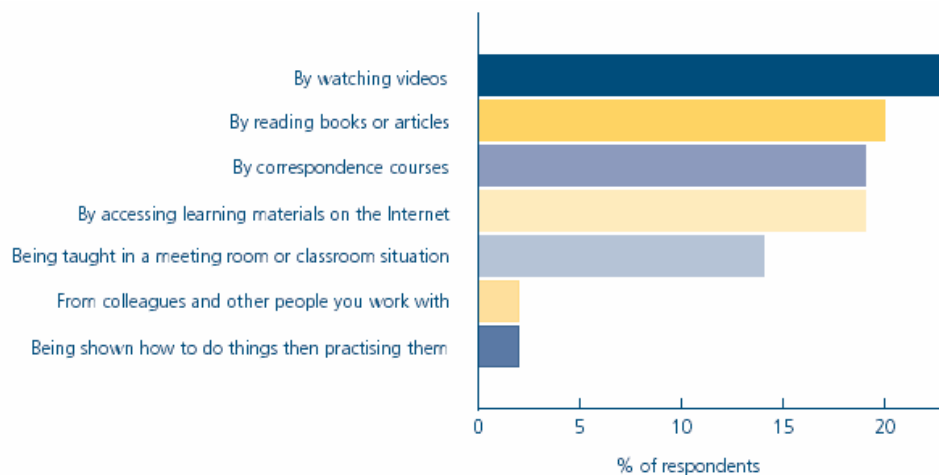 By watching videos
By reading books or articles
By correspondence courses
By accessing learning materials on the Internet
Being taught in a meeting room or classroom situation
From colleagues and other people you work with
Being shown how to do things then practising them
0 5 10 15 20
% of respondents